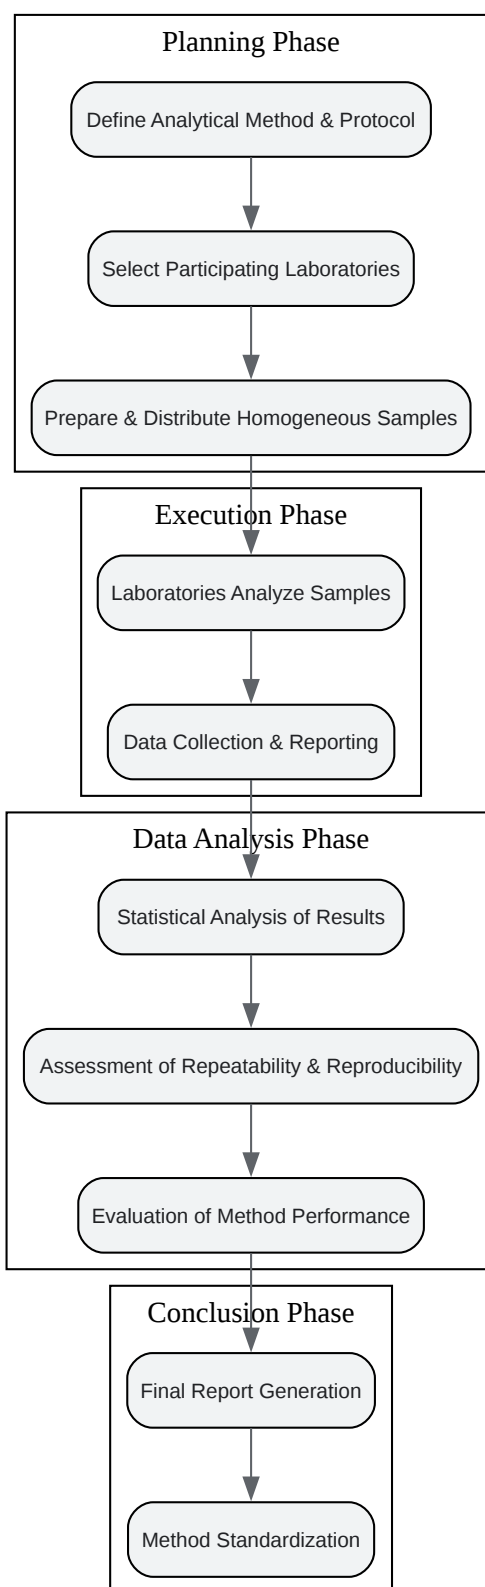 Planning Phase
Define Analytical Method & Protocol
Select Participating Laboratories
Prepare & Distribute Homogeneous Samples
Execution Phase
Laboratories Analyze Samples
Data Collection & Reporting
Data Analysis Phase
Statistical Analysis of Results
Assessment of Repeatability & Reproducibility
Evaluation of Method Performance
Conclusion Phase
Final Report Generation
Method Standardization